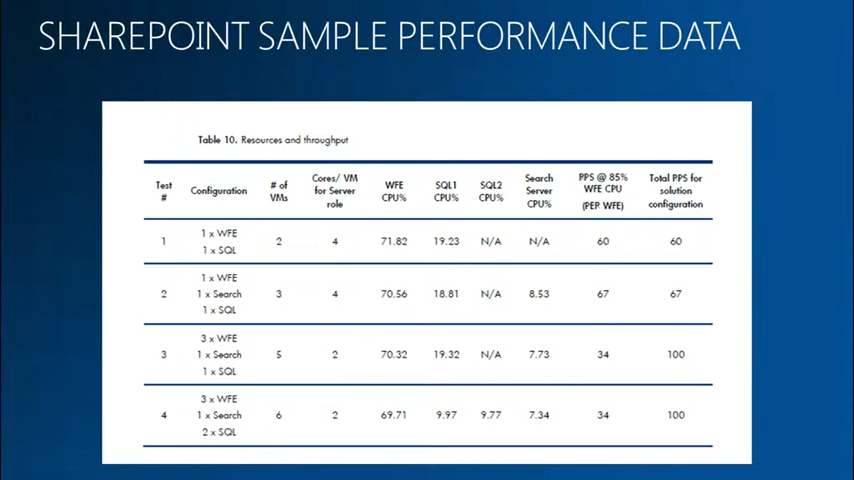 SHAREPOINT SAMPLE PERFORMANCE DATA
Table 10. Resources and throughput
Test # Configuration # of VMs Cores/ VM for Server role WFE CPU% SQL1 CPU% SQL2 CPU% Search Server CPU% PPS @ 85% WFE CPU (PER WFE) Total PPS for solution configuration
1 1 x WFE 1 x SQL 2 4 71.82 19.23 N/A N/A 60 60
2 1 x WFE 1 x Search 1 x SQL 3 4 70.56 18.81 N/A 8.53 67 67
3 3 x WFE 1 x Search 1 x SQL 5 2 70.32 19.32 N/A 7.73 34 100
4 3 x WFE 1 x Search 2 x SQL 6 2 69.71 9.97 9.77 7.34 34 100